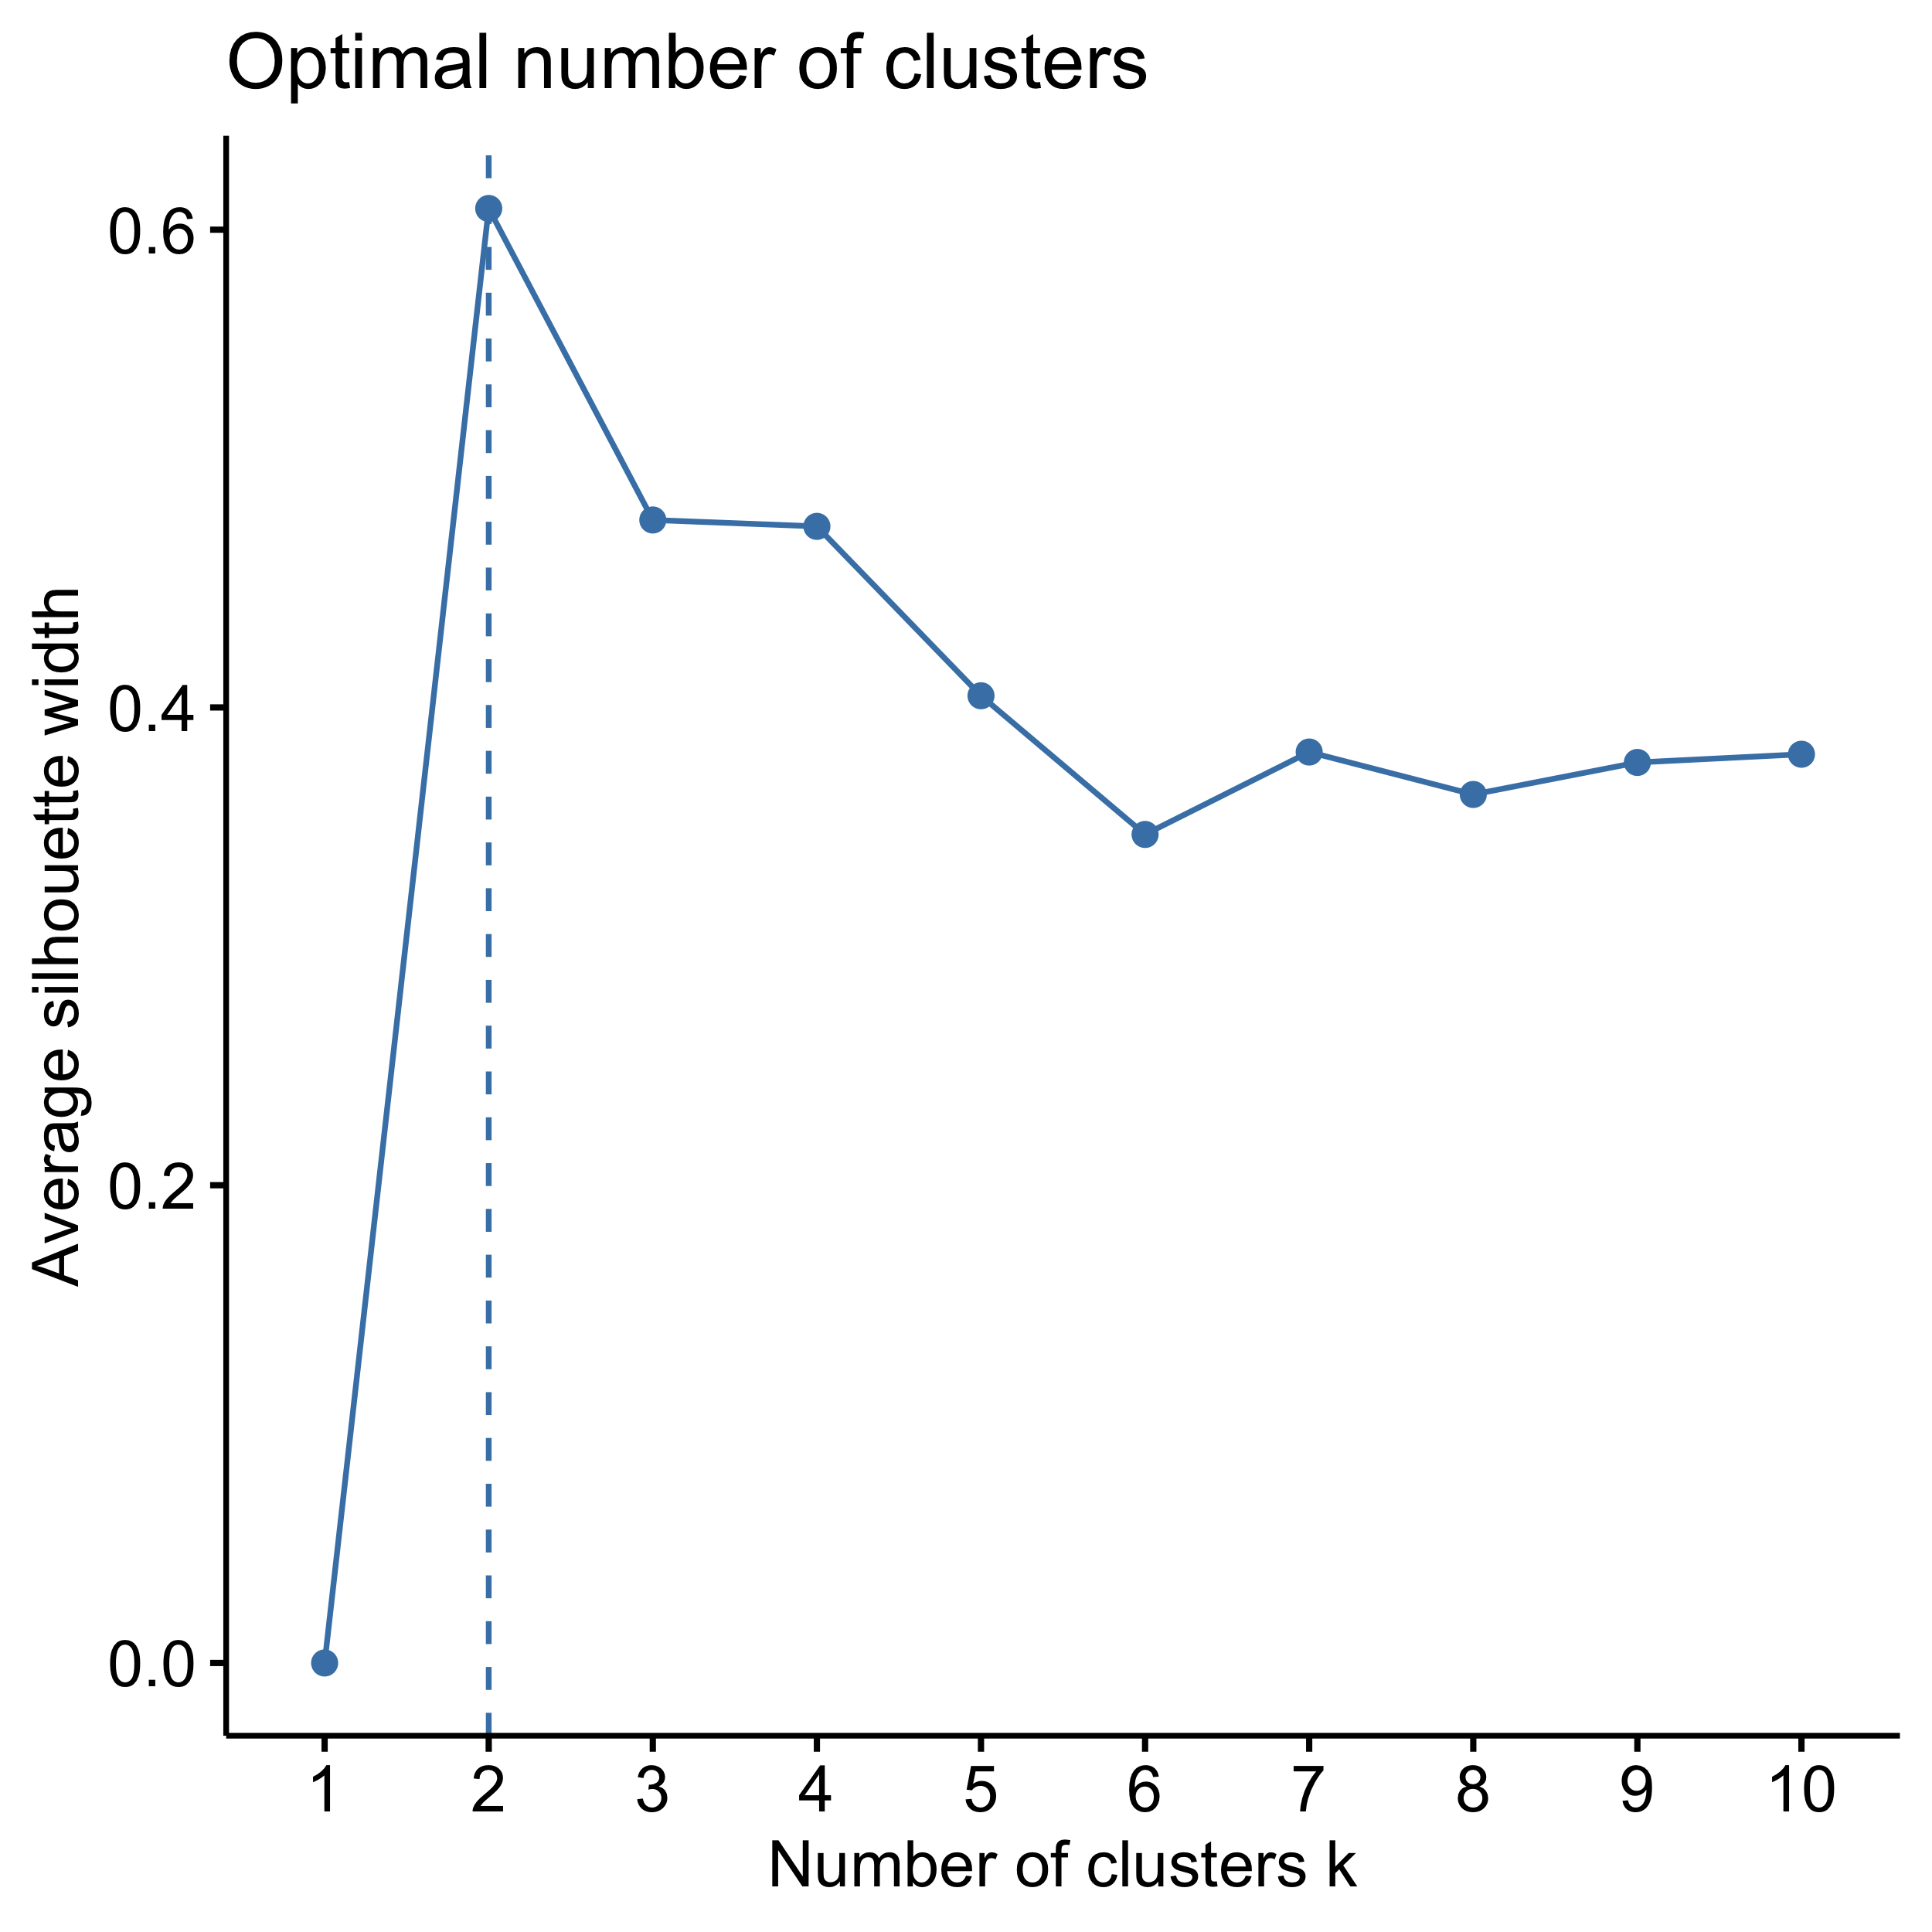 Optimal number of clusters
Average silhouette width
0.6
0.4
0.2
0.0
1 2 3 4 5 6 7 8 9 10
Number of clusters k